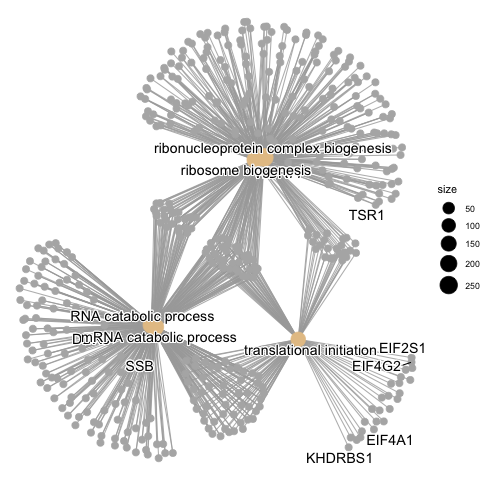 ribonucleoprotein complex biogenesis
ribosome biogenesis
TSR1
size
50
100
150
200
250
RNA catabolic process
mRNA catabolic process
SSB
translational initiation
EIF2S1
EIF4G2
EIF4A1
KHDRBS1